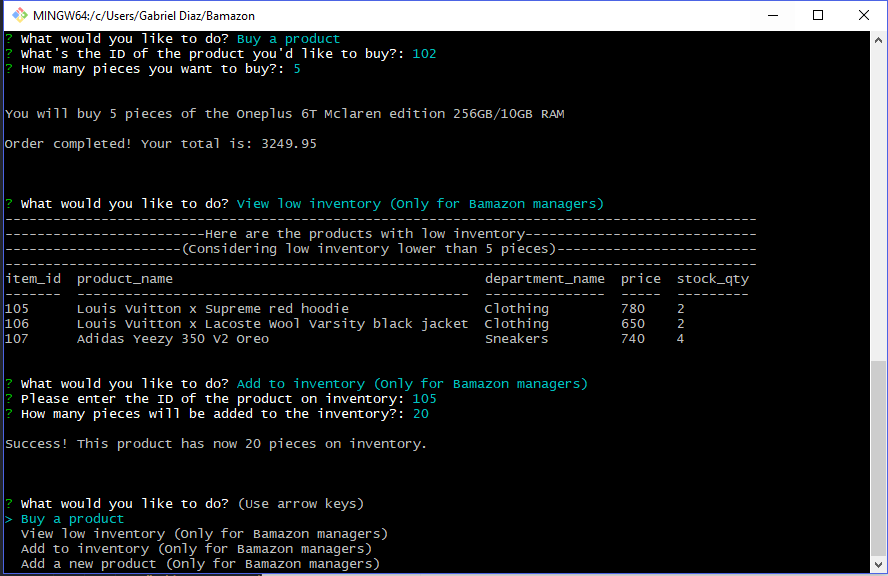 MINGW64:/c/Users/Gabriel Diaz/Bamazon
? What would you like to do? Buy a product
? What's the ID of the product you'd like to buy?: 102
? How many pieces you want to buy?: 5
You will buy 5 pieces of the Oneplus 6T Mclaren edition 256GB/10GB RAM
Order completed! Your total is: 3249.95
? What would you like to do? View low inventory (Only for Bamazon managers)
----------------------------------------------------------------------------------------------
-------------------------Here are the products with low inventory-----------------------------
----------------------(Considering low inventory lower than 5 pieces)-------------------------
----------------------------------------------------------------------------------------------
item_id  product_name                                       department_name  price  stock_qty
-------  -------------------------------------------------  ---------------  -----  ---------
105      Louis Vuitton x Supreme red hoodie                 Clothing         780    2
106      Louis Vuitton x Lacoste Wool Varsity black jacket  Clothing         650    2
107      Adidas Yeezy 350 V2 Oreo                           Sneakers         740    4
? What would you like to do? Add to inventory (Only for Bamazon managers)
? Please enter the ID of the product on inventory: 105
? How many pieces will be added to the inventory?: 20
Success! This product has now 20 pieces on inventory.
? What would you like to do? (Use arrow keys)
> Buy a product
  View low inventory (Only for Bamazon managers)
  Add to inventory (Only for Bamazon managers)
  Add a new product (Only for Bamazon managers)